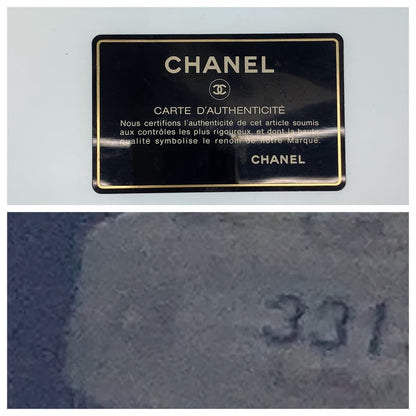 CHANEL
CARTE D'AUTHENTICITÉ
Nous certifions l'authenticité de cet article soumis
aux contrôles les plus rigoureux, et dont la haute
qualité symbolise le renom de notre Marque.
CHANEL
331